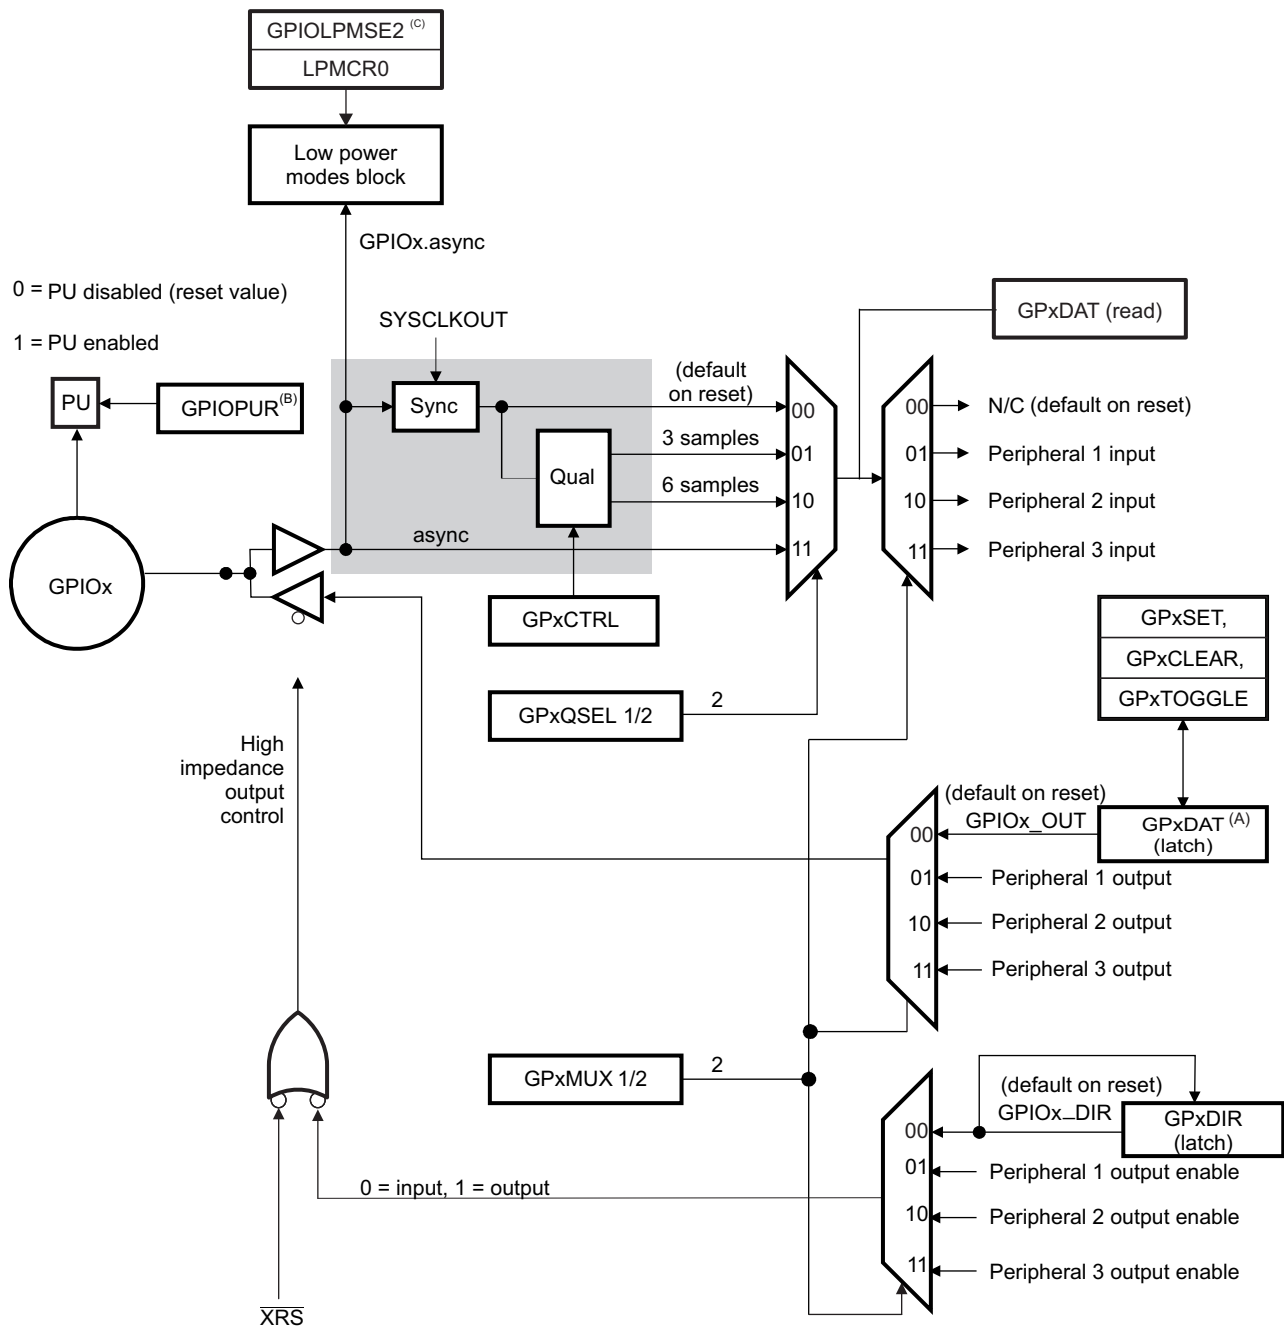 GPIOLPMSE2 (C)
LPMCR0
Low power
modes block
GPIOx.async
0 = PU disabled (reset value)
1 = PU enabled
PU
GPIOPUR(B)
SYSCLKOUT
Sync
Qual
async
(default
on reset)
3 samples
6 samples
00
01
10
11
GPxDAT (read)
00
01
10
11
N/C (default on reset)
Peripheral 1 input
Peripheral 2 input
Peripheral 3 input
GPIOx
GPxCTRL
GPxQSEL 1/2
2
GPxSET,
GPxCLEAR,
GPxTOGGLE
High
impedance
output
control
(default on reset)
GPIOx_OUT
GPxDAT (A)
(latch)
00
01
10
11
Peripheral 1 output
Peripheral 2 output
Peripheral 3 output
GPxMUX 1/2
2
(default on reset)
GPIOx_DIR
GPxDIR
(latch)
00
01
10
11
Peripheral 1 output enable
Peripheral 2 output enable
Peripheral 3 output enable
0 = input, 1 = output
XRS